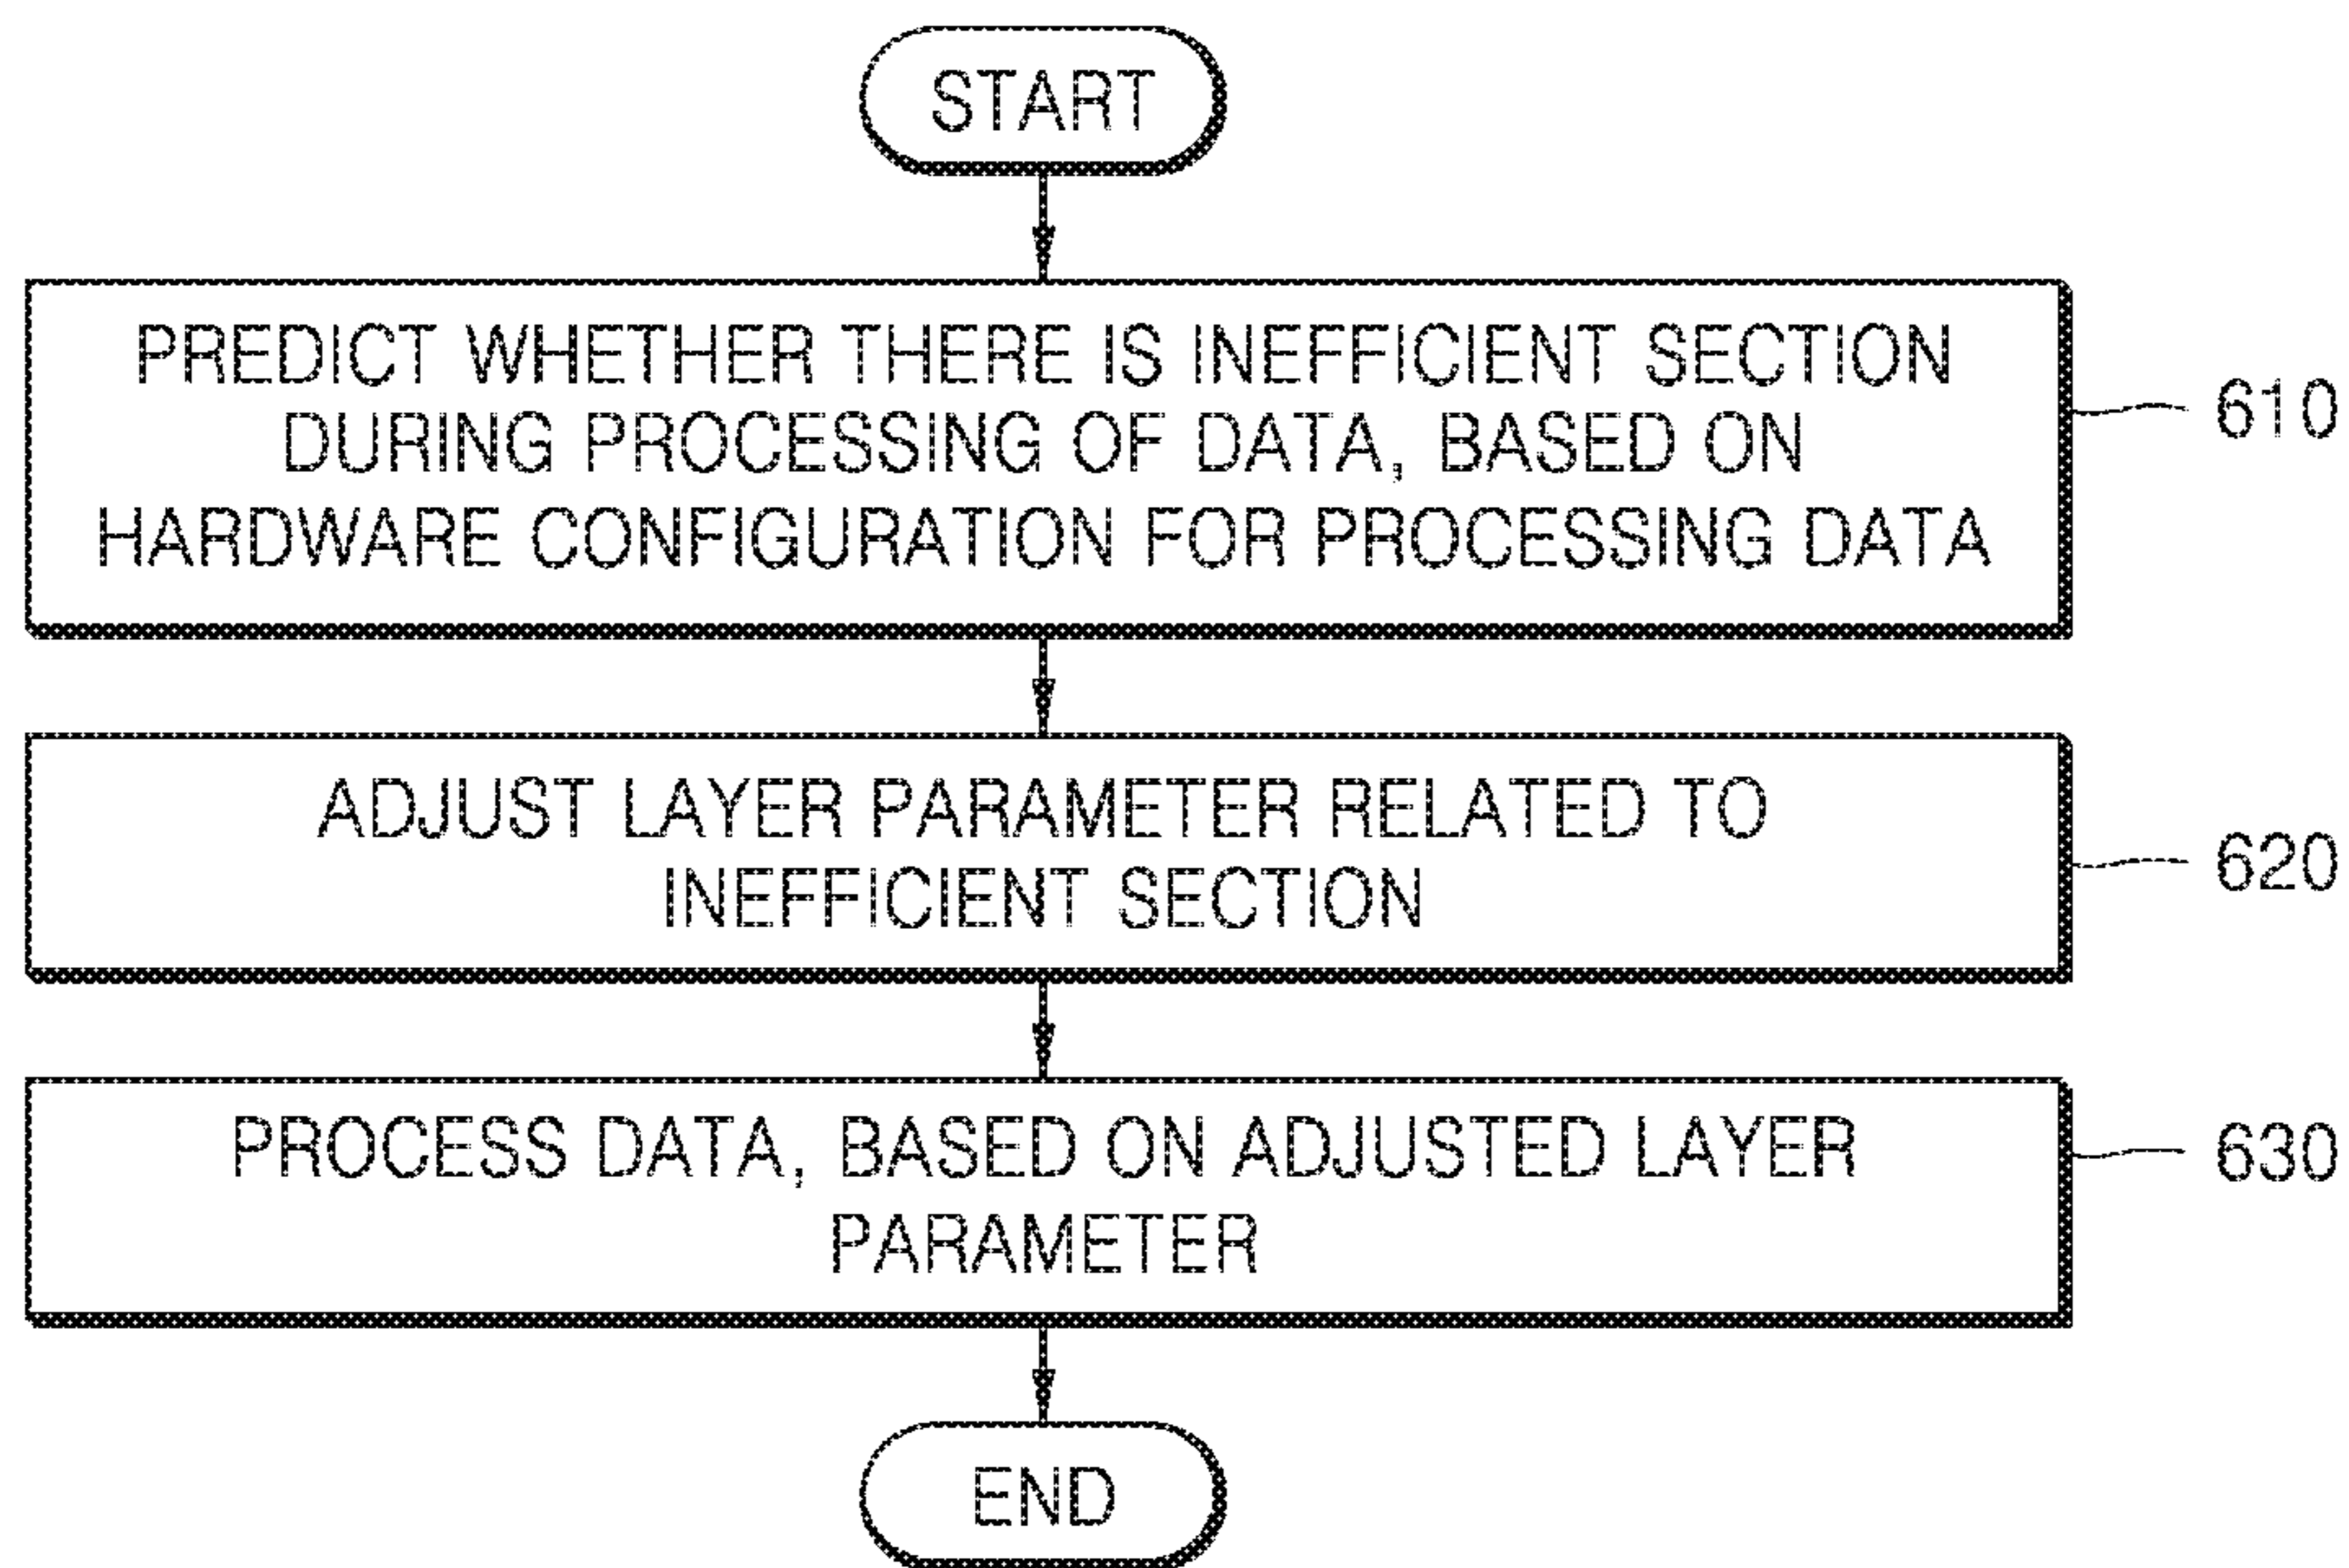 START
PREDICT WHETHER THERE IS INEFFICIENT SECTION
DURING PROCESSING OF DATA, BASED ON
HARDWARE CONFIGURATION FOR PROCESSING DATA
610
ADJUST LAYER PARAMETER RELATED TO
INEFFICIENT SECTION
620
PROCESS DATA, BASED ON ADJUSTED LAYER
PARAMETER
630
END